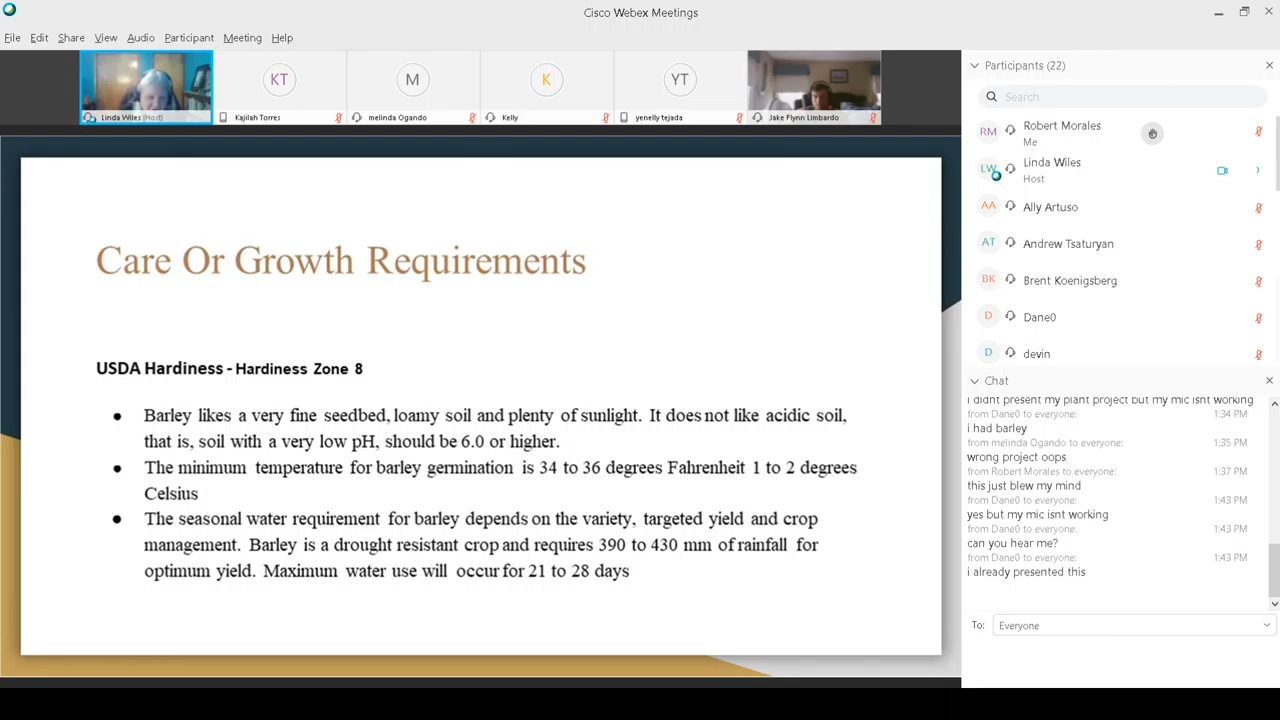 Cisco Webex Meetings
File Edit Share View Audio Participant Meeting Help
KT
M
K
YT
Linda Wiles (Host)
Kajilah Torres
melinda Ogando
Kelly
yenelly tejada
Jake Flynn Limbardo
Care Or Growth Requirements
USDA Hardiness - Hardiness Zone 8
● Barley likes a very fine seedbed, loamy soil and plenty of sunlight. It does not like acidic soil,
that is, soil with a very low pH, should be 6.0 or higher.
● The minimum temperature for barley germination is 34 to 36 degrees Fahrenheit 1 to 2 degrees
Celsius
● The seasonal water requirement for barley depends on the variety, targeted yield and crop
management. Barley is a drought resistant crop and requires 390 to 430 mm of rainfall for
optimum yield. Maximum water use will occur for 21 to 28 days
Participants (22)
Search
RM Robert Morales
Me
LW Linda Wiles
Host
AA Ally Artuso
AT Andrew Tsaturyan
BK Brent Koenigsberg
D Dane0
D devin
Chat
i didnt present my plant project but my mic isnt working
from Dane0 to everyone: 1:34 PM
i had barley
from melinda Ogando to everyone: 1:35 PM
wrong project oops
from Robert Morales to everyone: 1:37 PM
this just blew my mind
from Dane0 to everyone: 1:43 PM
yes but my mic isnt working
from Dane0 to everyone: 1:43 PM
can you hear me?
from Dane0 to everyone: 1:43 PM
i already presented this
To: Everyone